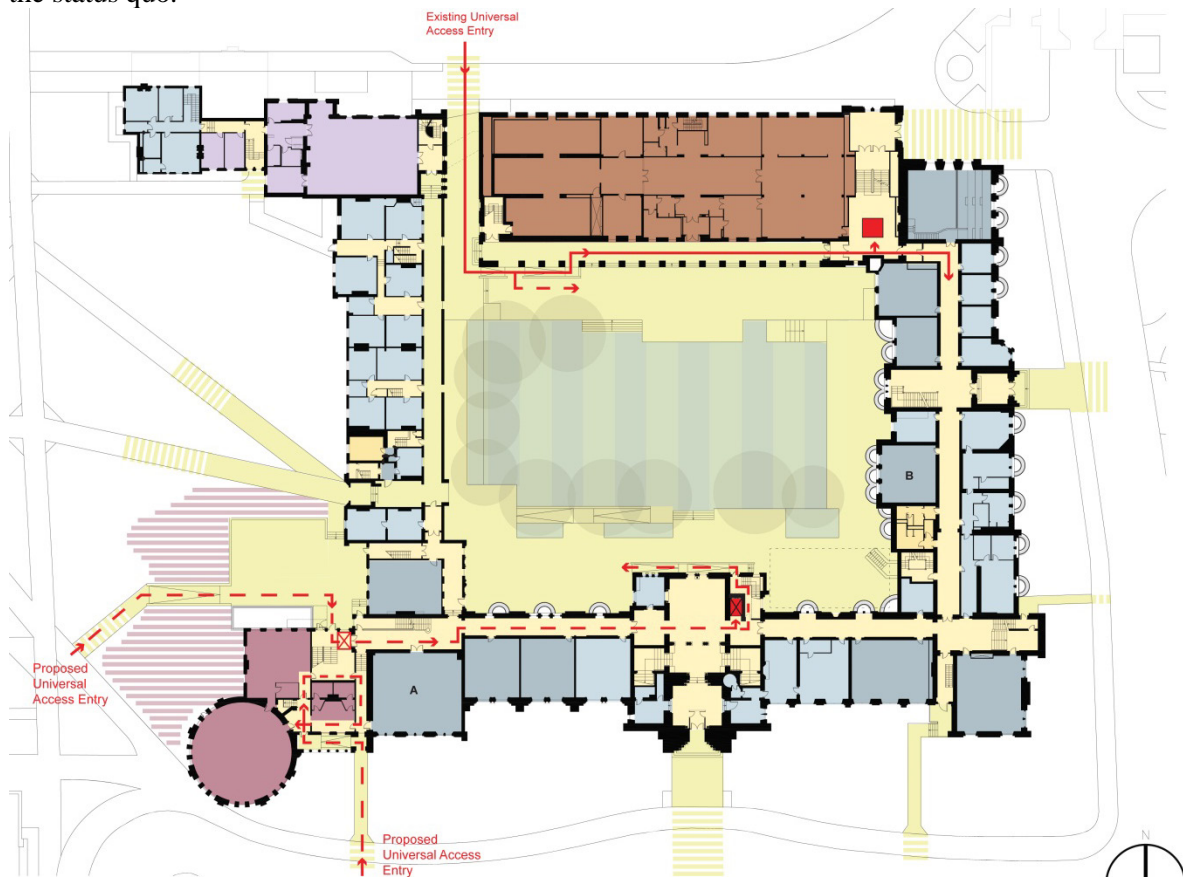 the status quo.
Existing Universal
Access Entry
B
A
Proposed
Universal
Access Entry
Proposed
Universal Access
Entry
N